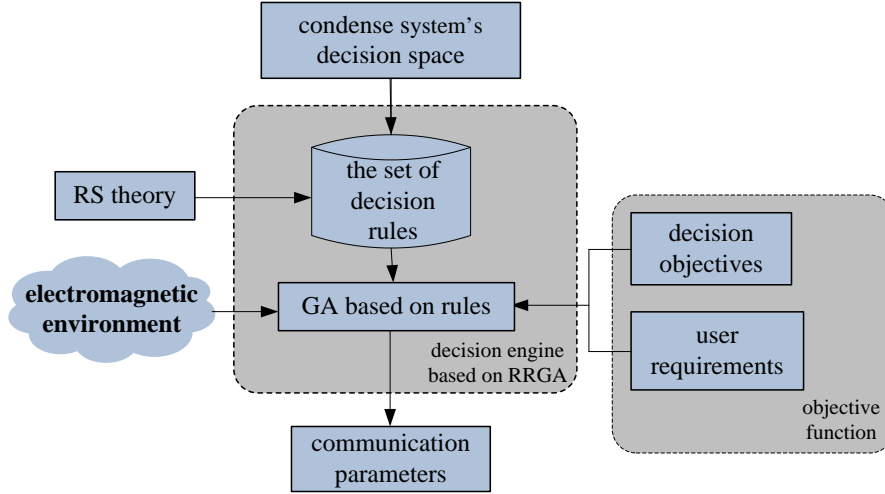 condense system's
decision space
the set of
decision
rules
RS theory
decision
objectives
electromagnetic
environment
GA based on rules
user
requirements
decision engine
based on RRGA
objective
function
communication
parameters